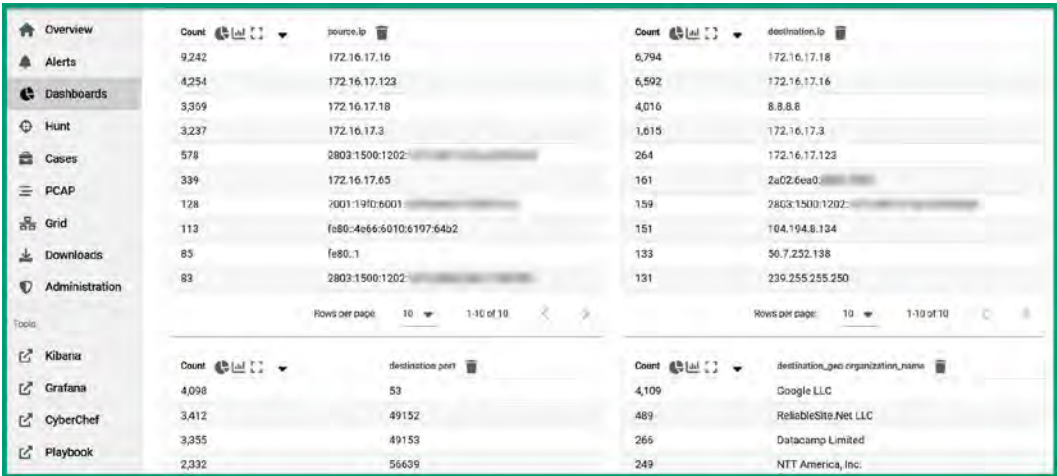 Overview
Alerts
Dashboards
Hunt
Cases
PCAP
Grid
Downloads
Administration
Tools
Kibana
Grafana
CyberChef
Playbook
Count source.ip
9,242 172.16.17.16
4,254 172.16.17.123
3,369 172.16.17.18
3,237 172.16.17.3
578 2803:1500:1202:
339 172.16.17.65
128 2001:19f0:6001:
113 fe80::4e66:6010:6197:64b2
85 fe80::1
83 2803:1500:1202:
Rows per page: 10 1-10 of 10
Count destination.ip
6,794 172.16.17.18
6,592 172.16.17.16
4,016 8.8.8.8
1,615 172.16.17.3
264 172.16.17.123
161 2a02:6ea0:
159 2803:1500:1202:
151 104.194.8.134
133 50.7.252.138
131 239.255.255.250
Rows per page: 10 1-10 of 10
Count destination.port
4,098 53
3,412 49152
3,355 49153
2,332 56639
Count destination_geo.organization_name
4,109 Google LLC
489 ReliableSite.Net LLC
266 Datacamp Limited
249 NTT America, Inc.